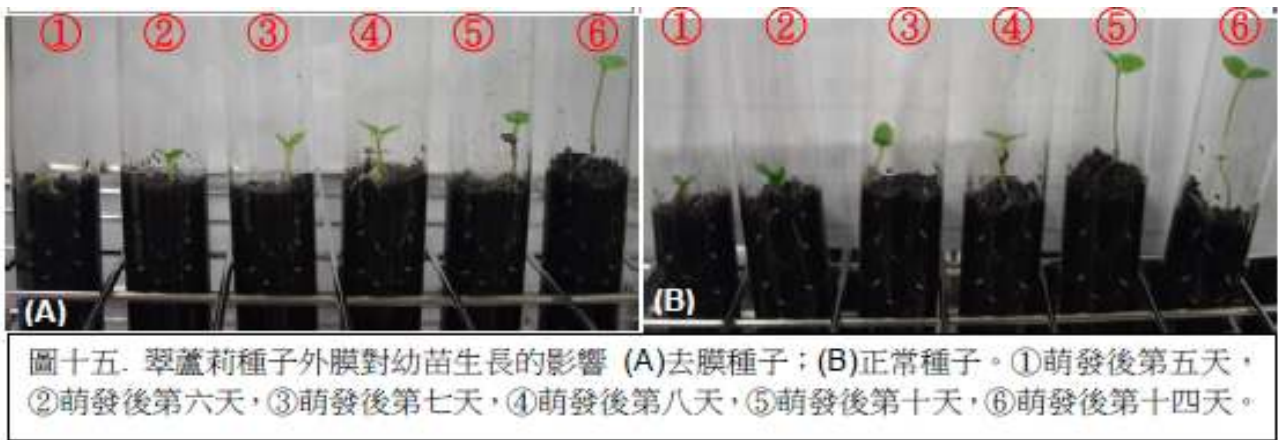 ① ② ③ ④ ⑤ ⑥
(A)
① ② ③ ④ ⑤ ⑥
(B)
圖十五. 翠蘆莉種子外膜對幼苗生長的影響 (A)去膜種子；(B)正常種子。①萌發後第五天，
②萌發後第六天，③萌發後第七天，④萌發後第八天，⑤萌發後第十天，⑥萌發後第十四天。